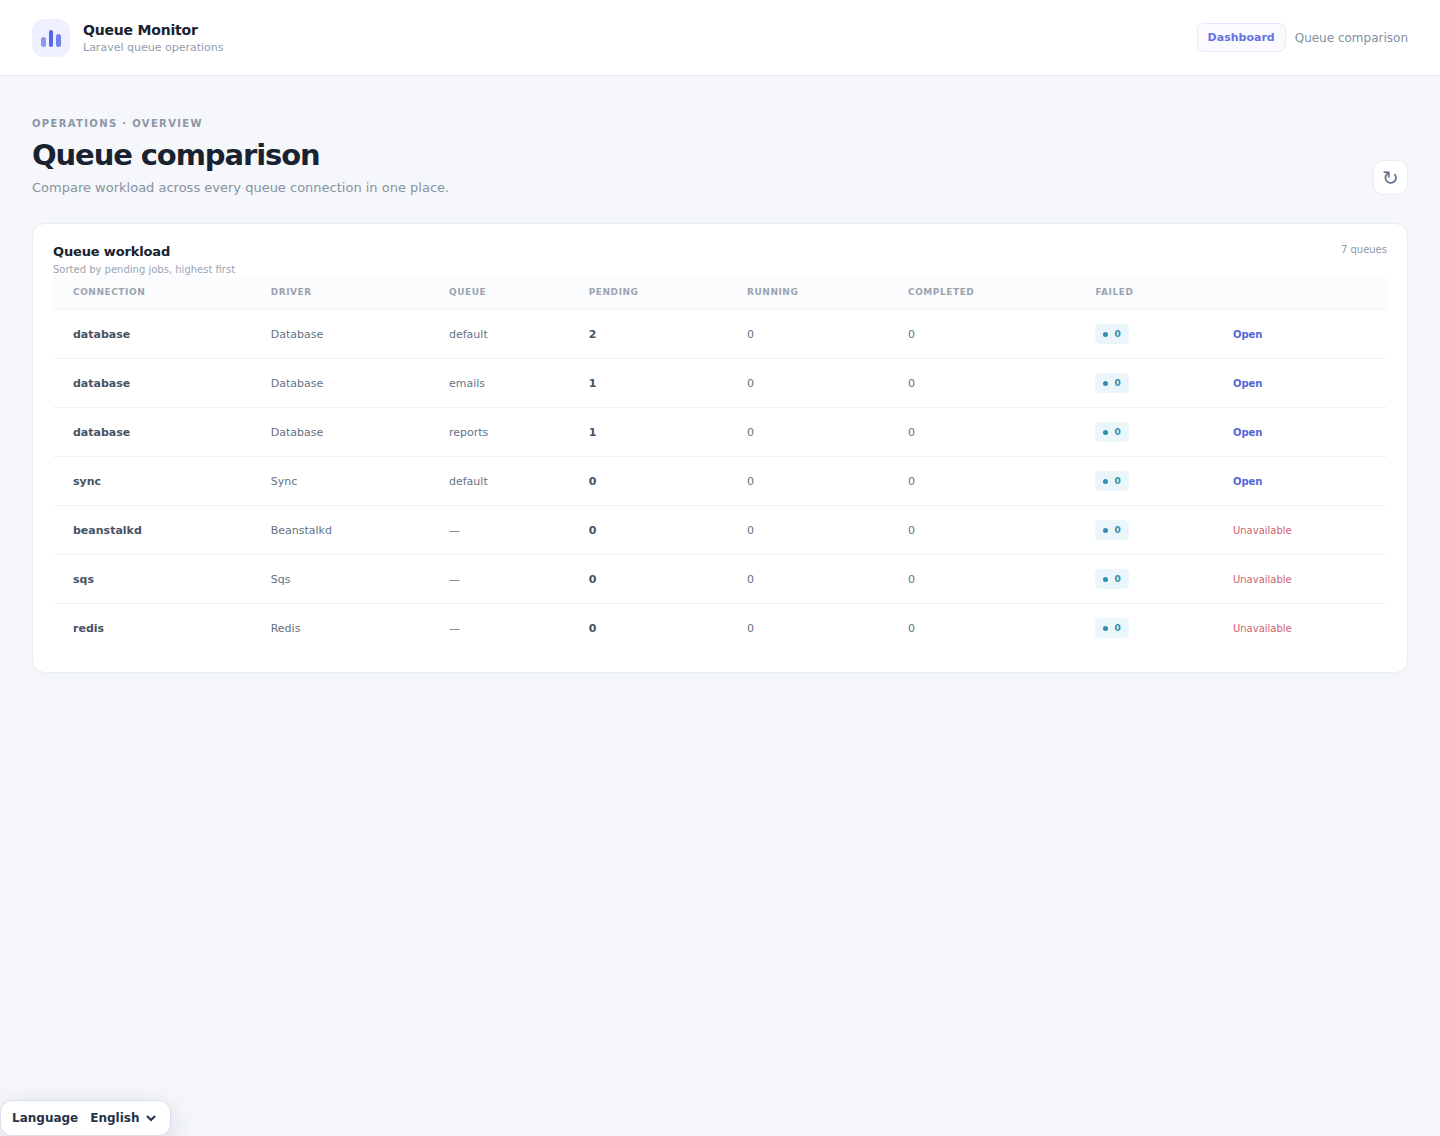 Queue Monitor
Laravel queue operations
Dashboard Queue comparison
OPERATIONS · OVERVIEW
Queue comparison
Compare workload across every queue connection in one place.
↻
Queue workload
7 queues
Sorted by pending jobs, highest first
CONNECTION DRIVER QUEUE PENDING RUNNING COMPLETED FAILED
database Database default 2 0 0 0 Open
database Database emails 1 0 0 0 Open
database Database reports 1 0 0 0 Open
sync Sync default 0 0 0 0 Open
beanstalkd Beanstalkd — 0 0 0 0 Unavailable
sqs Sqs — 0 0 0 0 Unavailable
redis Redis — 0 0 0 0 Unavailable
Language English